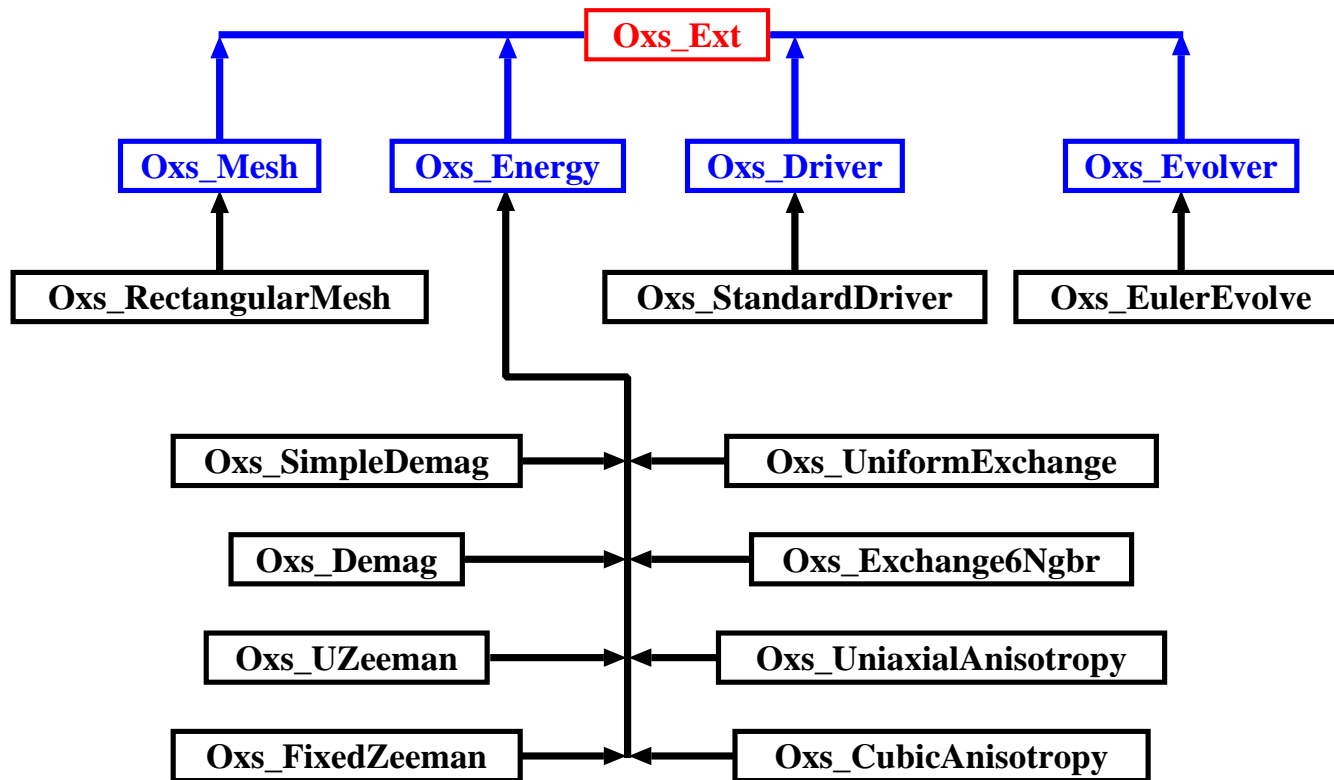 Oxs_Ext
Oxs_Mesh
Oxs_Energy
Oxs_Driver
Oxs_Evolver
Oxs_RectangularMesh
Oxs_StandardDriver
Oxs_EulerEvolve
Oxs_SimpleDemag
Oxs_UniformExchange
Oxs_Demag
Oxs_Exchange6Ngbr
Oxs_UZeeman
Oxs_UniaxialAnisotropy
Oxs_FixedZeeman
Oxs_CubicAnisotropy